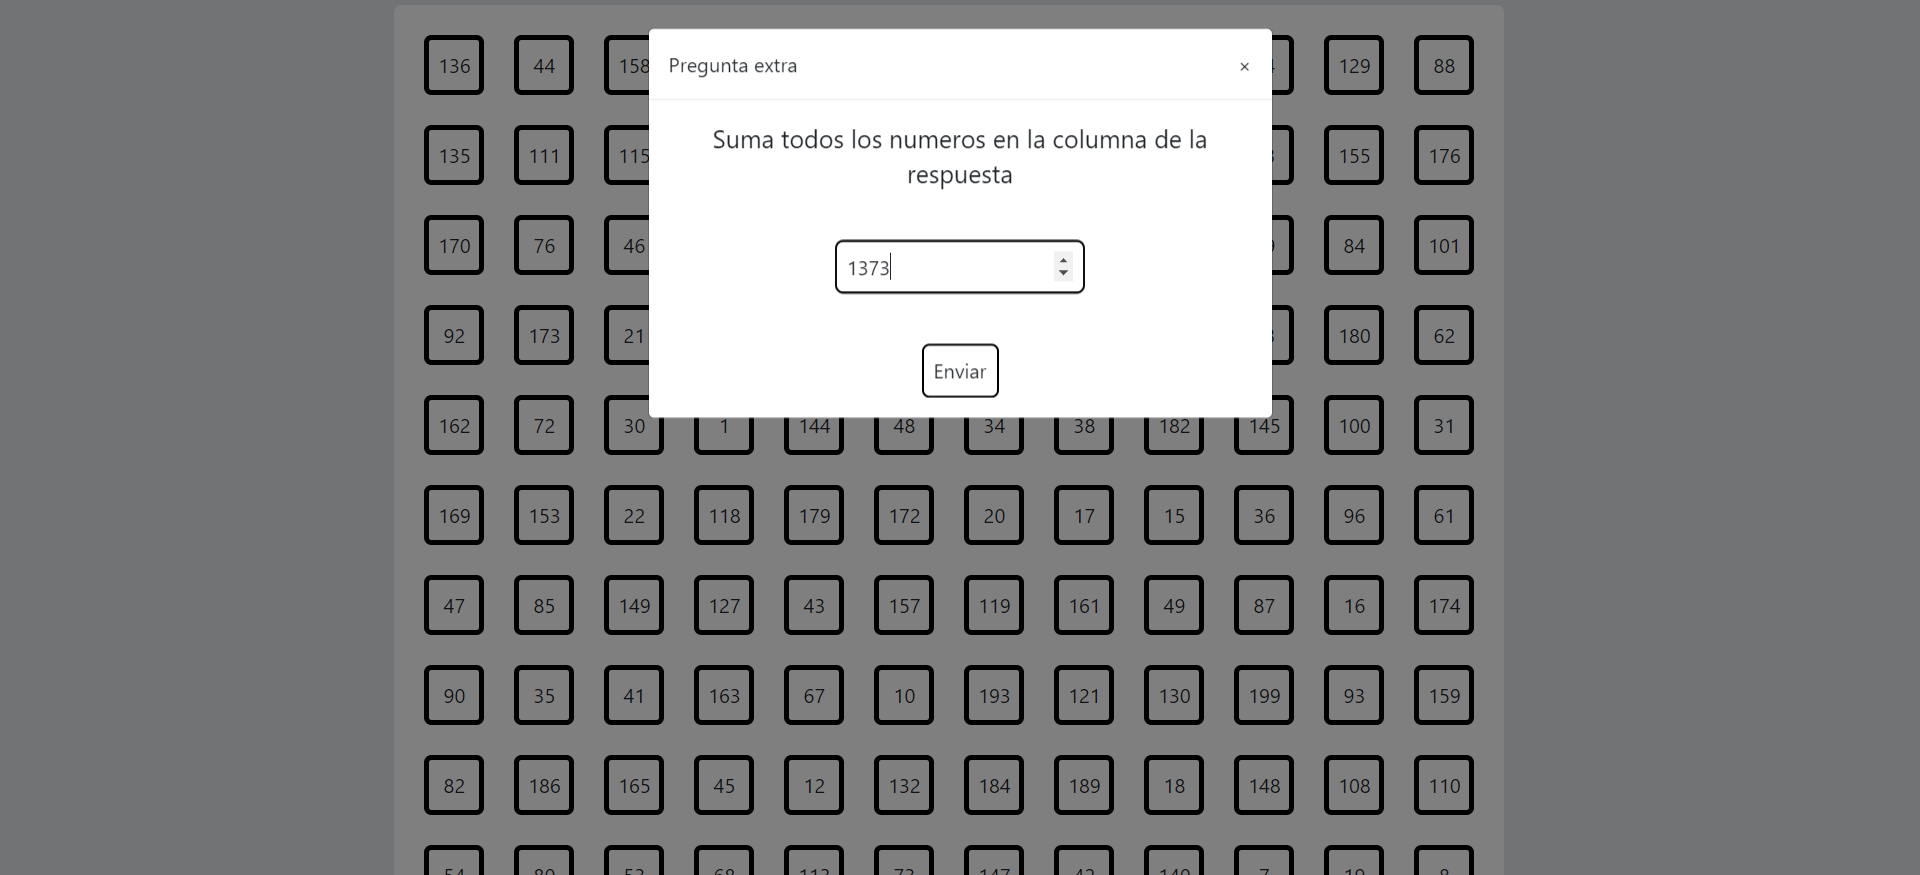 136 44 158 129 88
Pregunta extra ×
135 111 115 155 176
Suma todos los numeros en la columna de la
respuesta
170 76 46 84 101
1373
92 173 21 180 62
Enviar
162 72 30 1 144 48 34 38 182 145 100 31
169 153 22 118 179 172 20 17 15 36 96 61
47 85 149 127 43 157 119 161 49 87 16 174
90 35 41 163 67 10 193 121 130 199 93 159
82 186 165 45 12 132 184 189 18 148 108 110